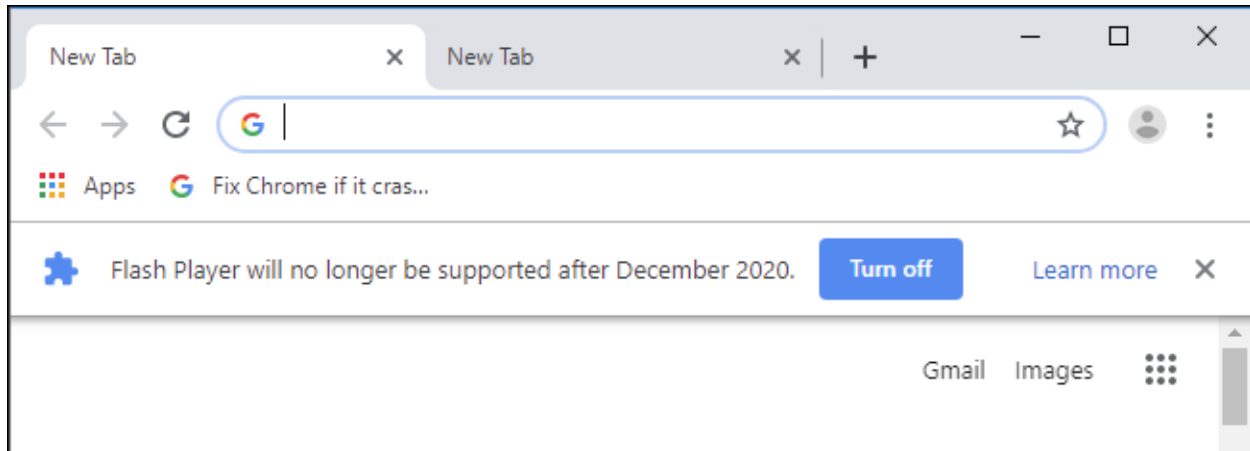 New Tab New Tab
G
Apps G Fix Chrome if it cras...
Flash Player will no longer be supported after December 2020. Turn off Learn more
Gmail Images